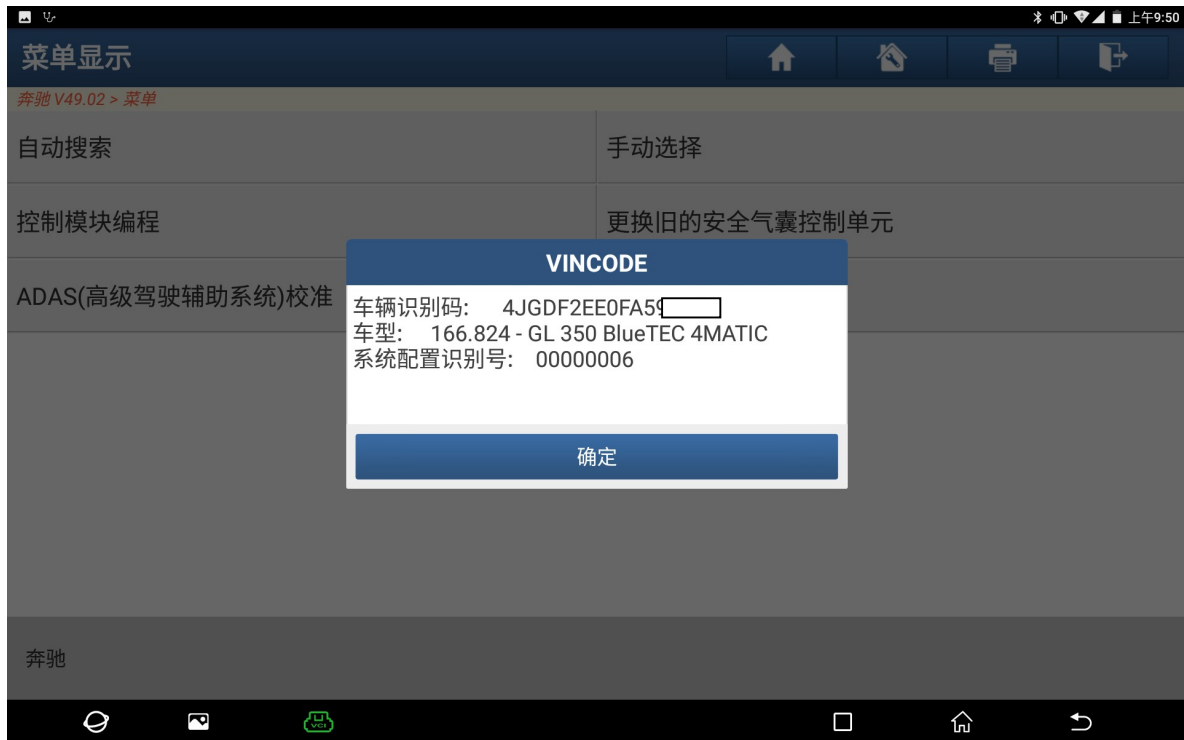 上午9:50
菜单显示
奔驰 V49.02 > 菜单
自动搜索
手动选择
控制模块编程
更换旧的安全气囊控制单元
ADAS(高级驾驶辅助系统)校准
VINCODE
车辆识别码: 4JGDF2EE0FA59
车型: 166.824 - GL 350 BlueTEC 4MATIC
系统配置识别号: 00000006
确定
奔驰
VCI